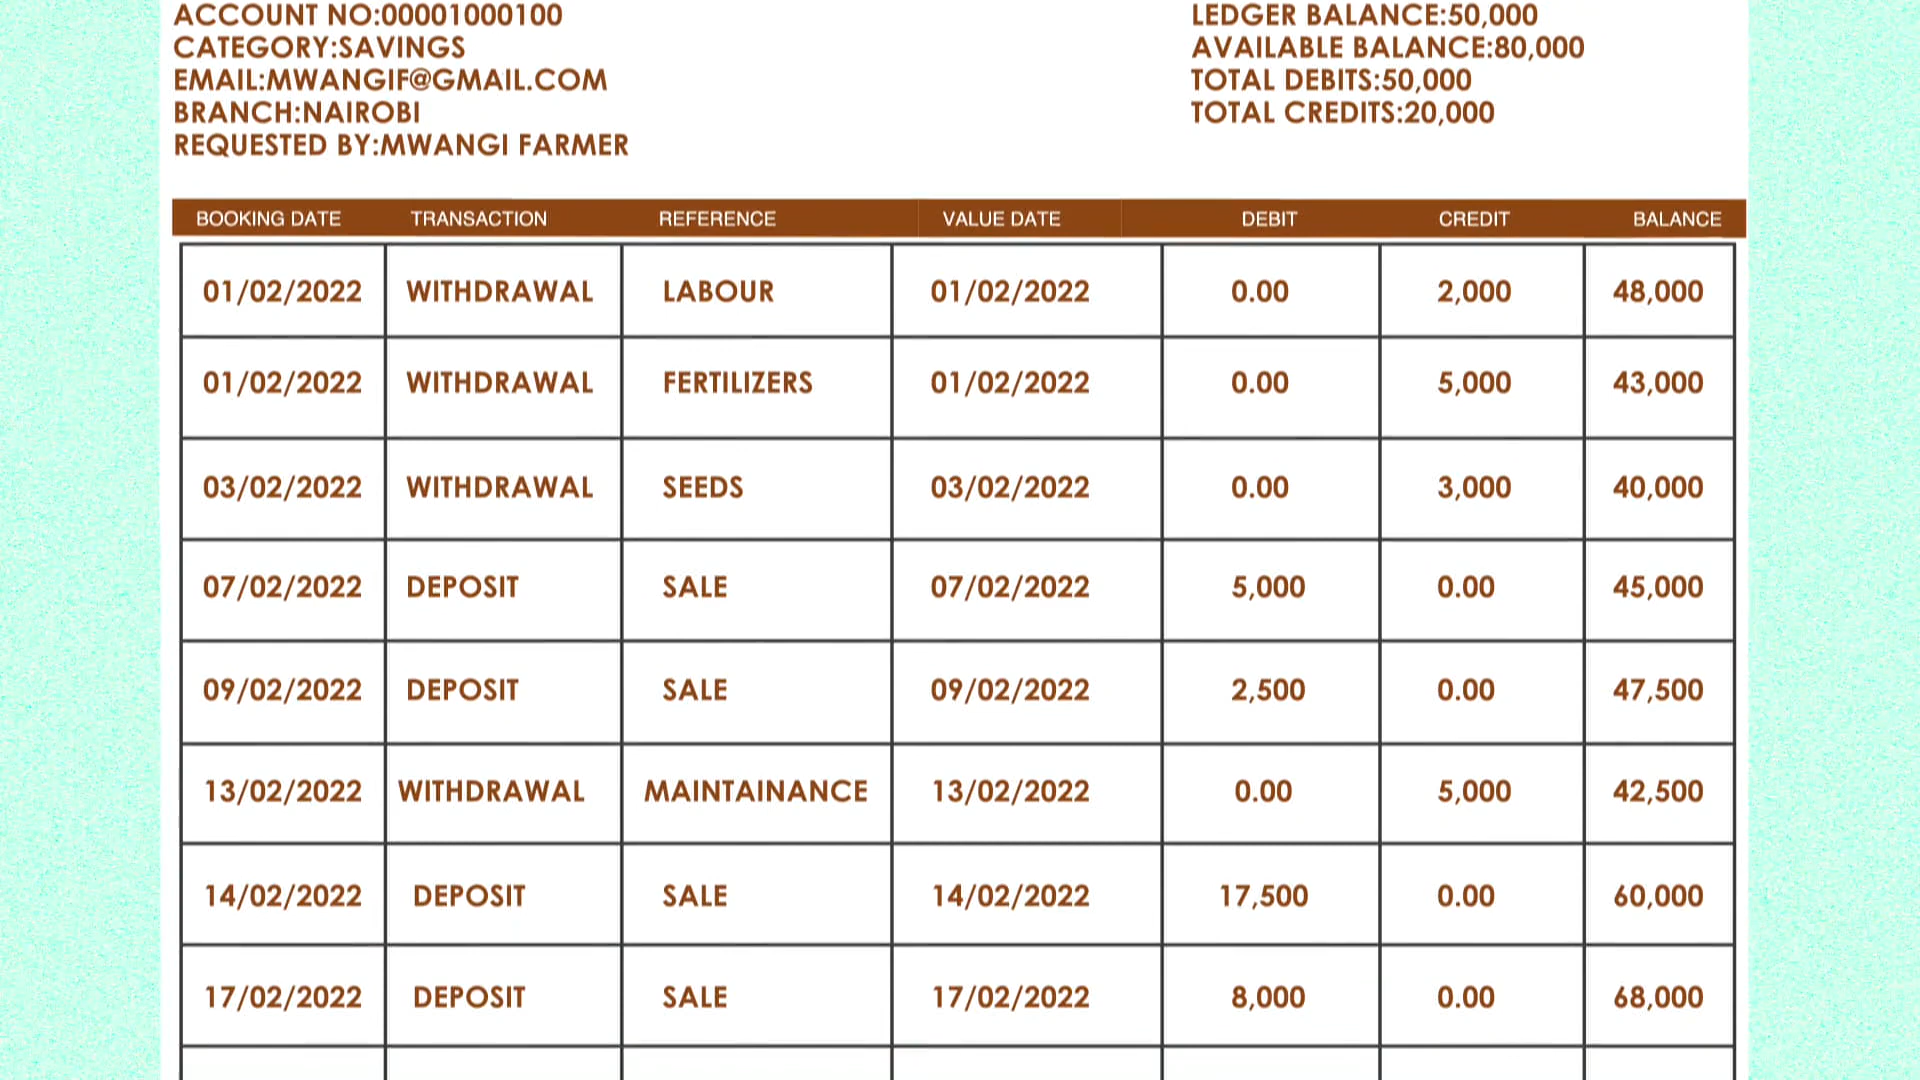 ACCOUNT NO:00001000100
CATEGORY:SAVINGS
EMAIL:MWANGIF@GMAIL.COM
BRANCH:NAIROBI
REQUESTED BY:MWANGI FARMER
LEDGER BALANCE:50,000
AVAILABLE BALANCE:80,000
TOTAL DEBITS:50,000
TOTAL CREDITS:20,000
BOOKING DATE TRANSACTION REFERENCE VALUE DATE DEBIT CREDIT BALANCE
01/02/2022 WITHDRAWAL LABOUR 01/02/2022 0.00 2,000 48,000
01/02/2022 WITHDRAWAL FERTILIZERS 01/02/2022 0.00 5,000 43,000
03/02/2022 WITHDRAWAL SEEDS 03/02/2022 0.00 3,000 40,000
07/02/2022 DEPOSIT SALE 07/02/2022 5,000 0.00 45,000
09/02/2022 DEPOSIT SALE 09/02/2022 2,500 0.00 47,500
13/02/2022 WITHDRAWAL MAINTAINANCE 13/02/2022 0.00 5,000 42,500
14/02/2022 DEPOSIT SALE 14/02/2022 17,500 0.00 60,000
17/02/2022 DEPOSIT SALE 17/02/2022 8,000 0.00 68,000